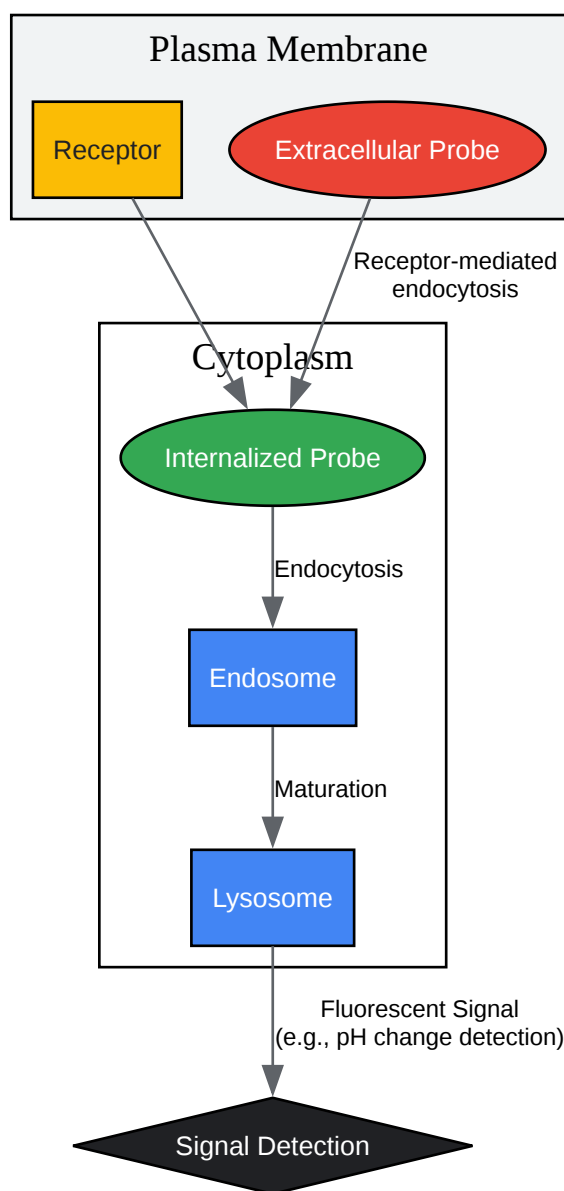 Plasma Membrane
Receptor
Extracellular Probe
Receptor-mediated
endocytosis
Cytoplasm
Internalized Probe
Endocytosis
Endosome
Maturation
Lysosome
Fluorescent Signal
(e.g., pH change detection)
Signal Detection